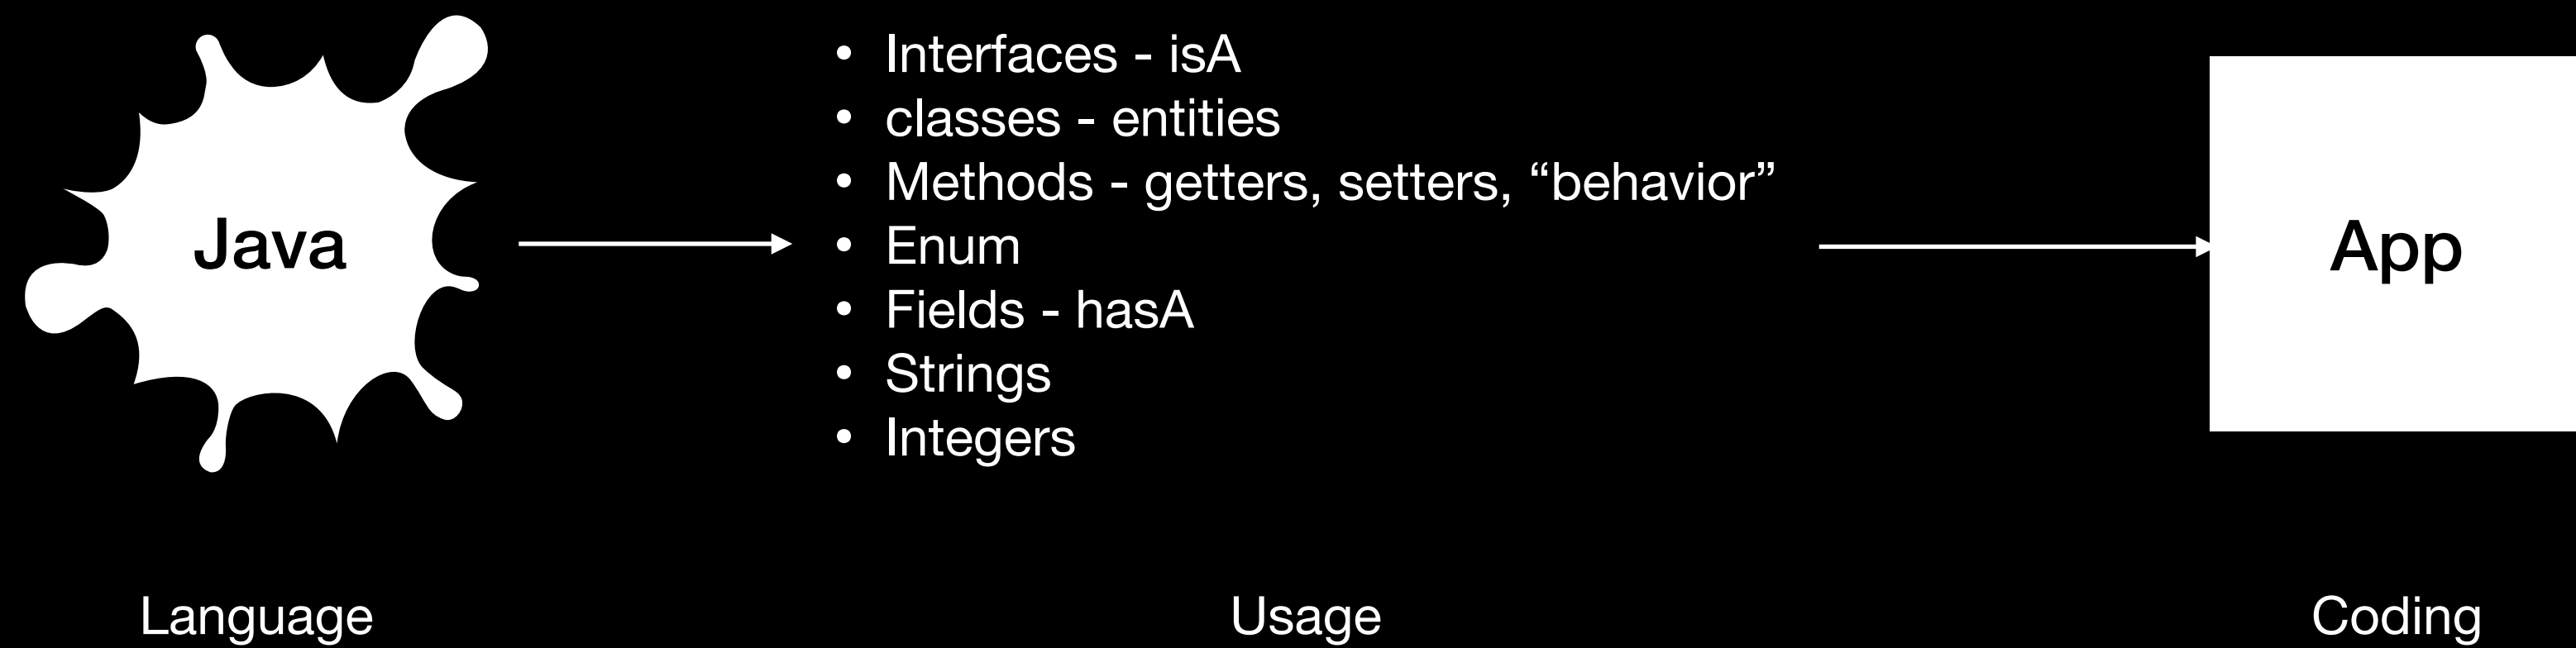 Java
• Interfaces - isA
• classes - entities
• Methods - getters, setters, “behavior”
• Enum
• Fields - hasA
• Strings
• Integers
App
Language
Usage
Coding